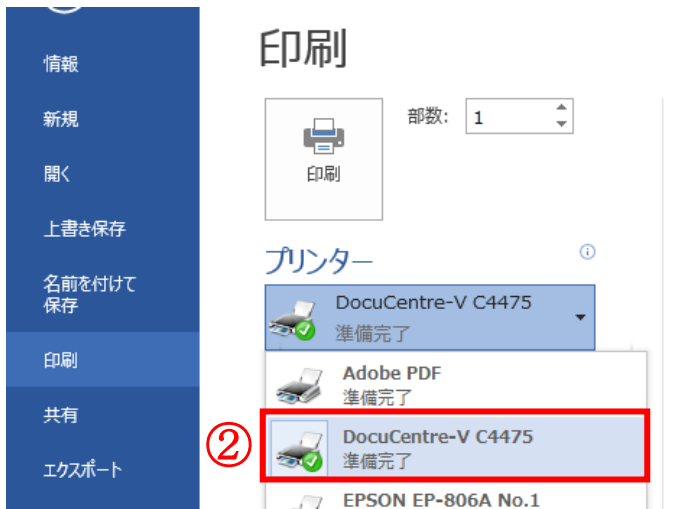 情報
新規
開く
上書き保存
名前を付けて
保存
印刷
共有
エクスポート
印刷
印刷
部数: 1
プリンター
DocuCentre-V C4475
準備完了
Adobe PDF
準備完了
②
DocuCentre-V C4475
準備完了
EPSON EP-806A No.1